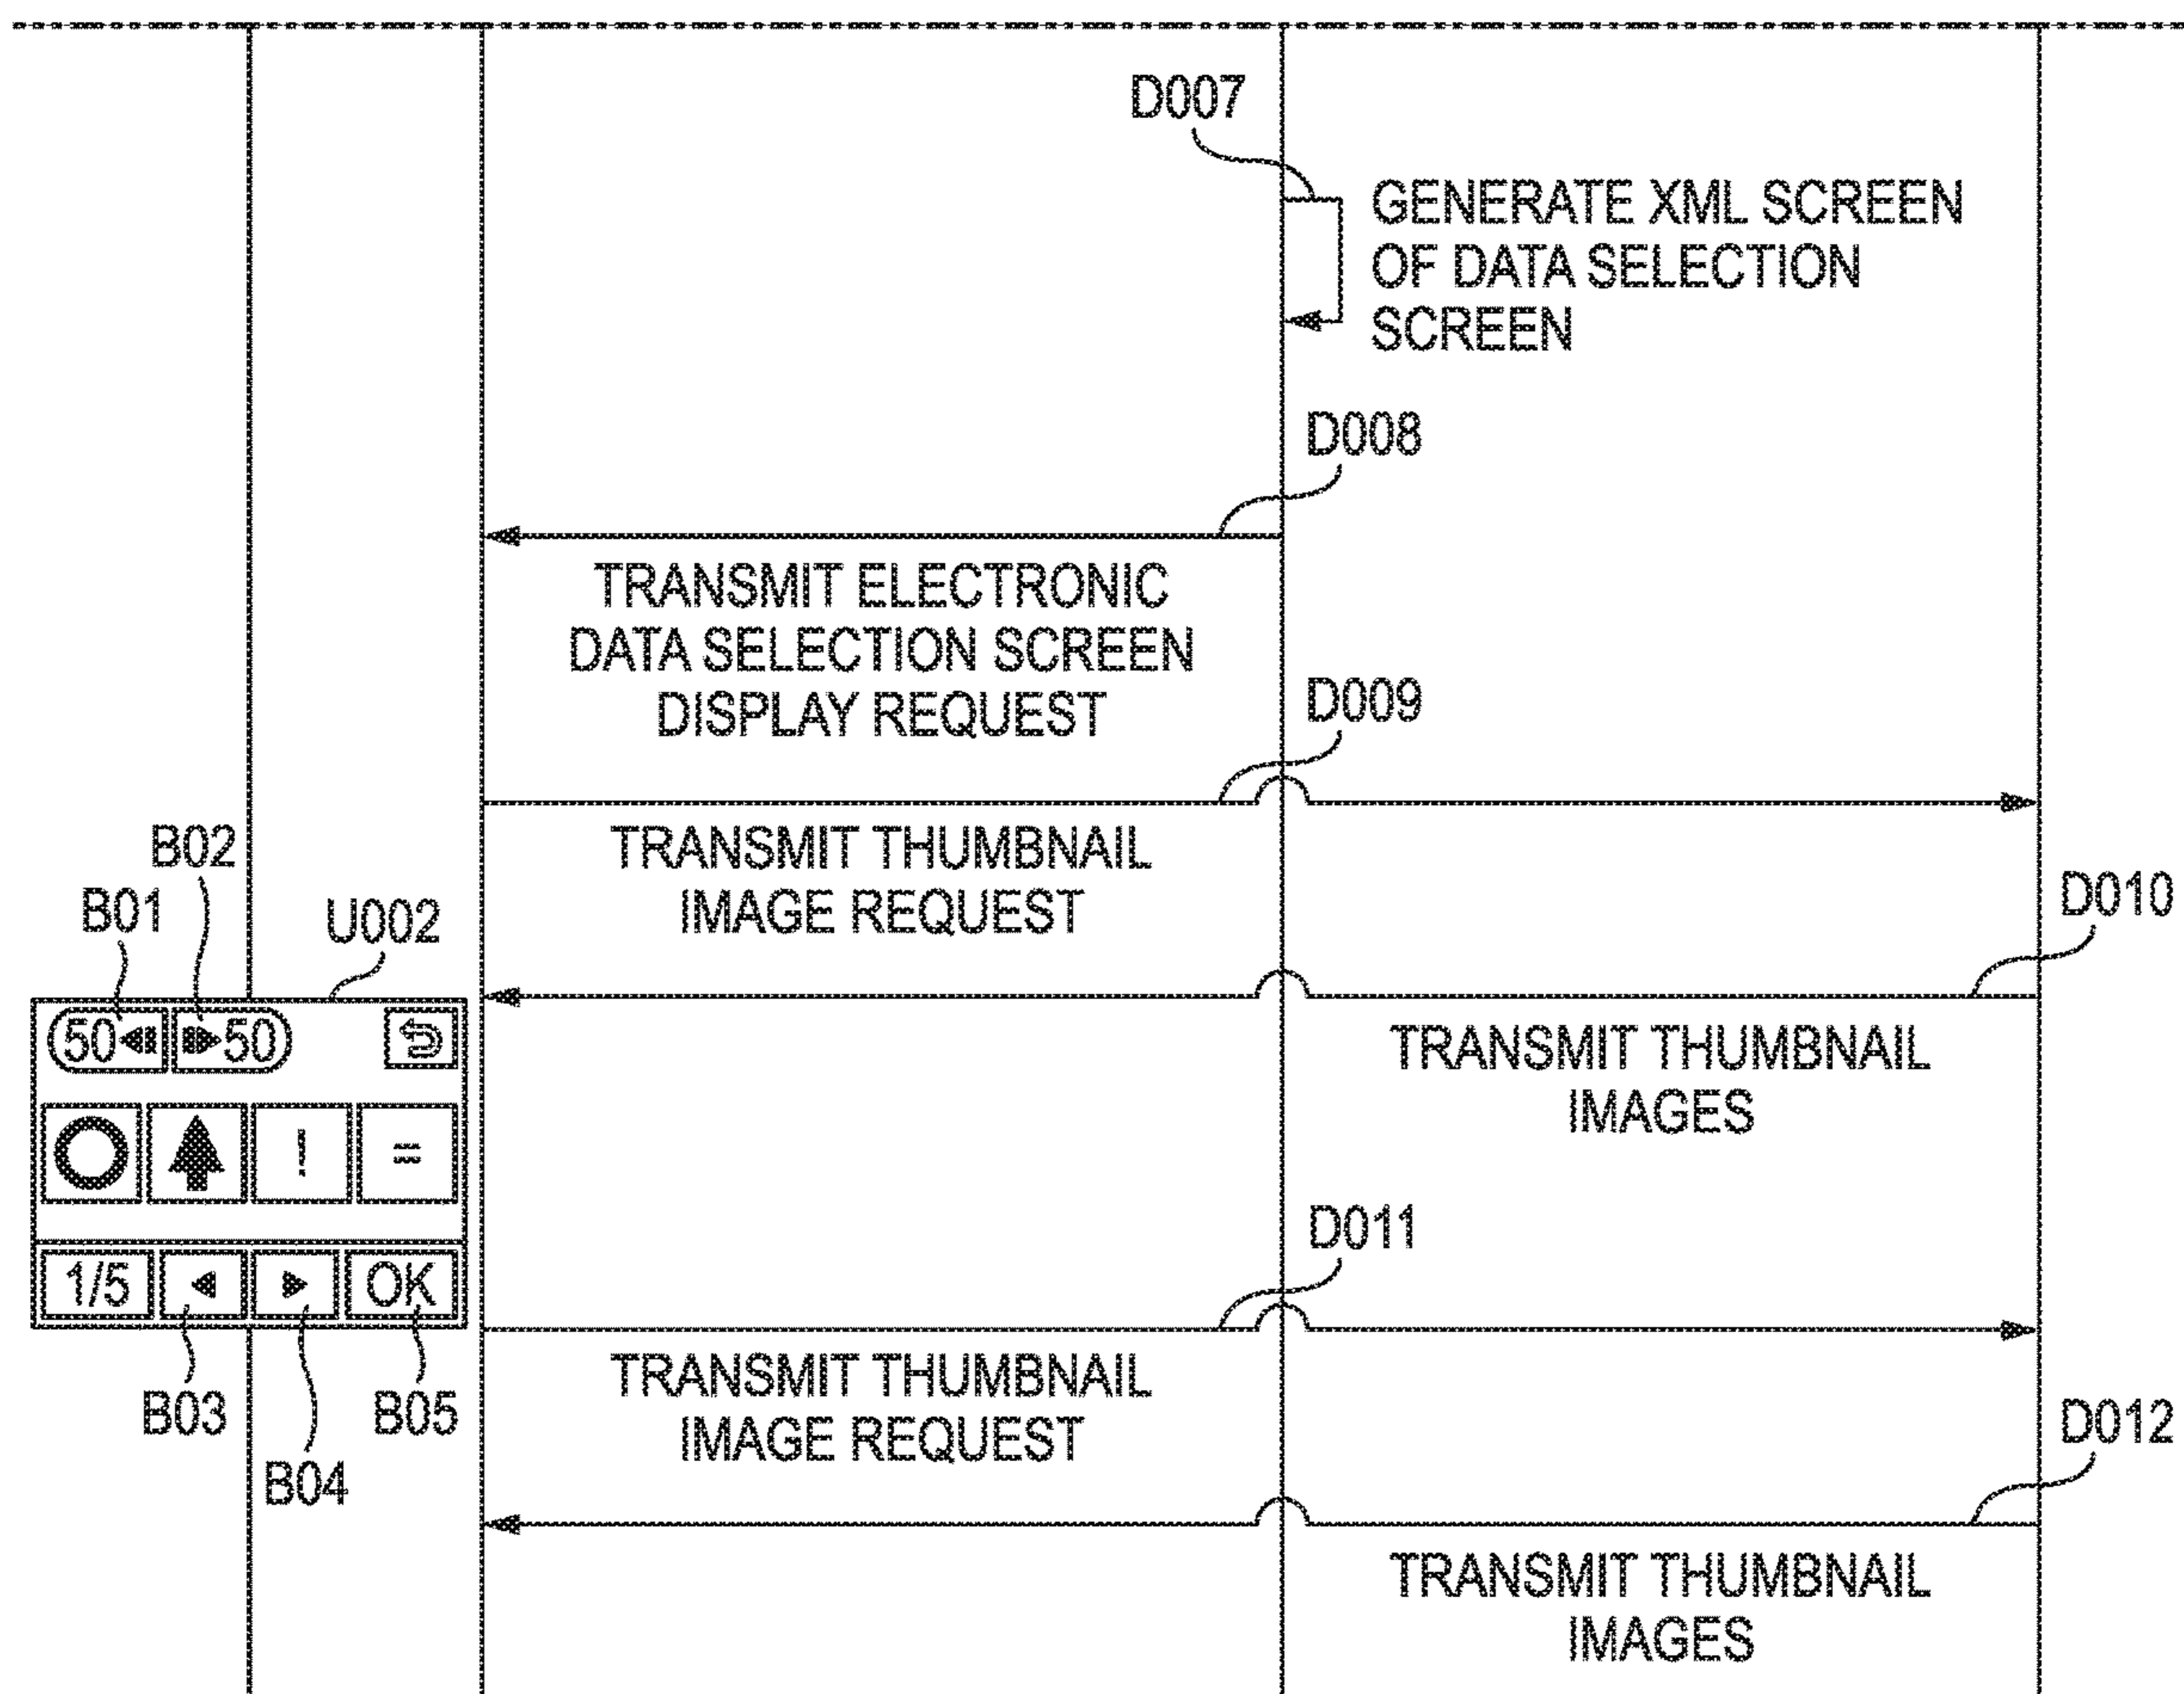 D007
GENERATE XML SCREEN
OF DATA SELECTION
SCREEN
D008
TRANSMIT ELECTRONIC
DATA SELECTION SCREEN
DISPLAY REQUEST
D009
TRANSMIT THUMBNAIL
IMAGE REQUEST
D010
TRANSMIT THUMBNAIL
IMAGES
B02
B01
U002
50 50
! =
1/5 OK
B03
B04
B05
D011
TRANSMIT THUMBNAIL
IMAGE REQUEST
D012
TRANSMIT THUMBNAIL
IMAGES